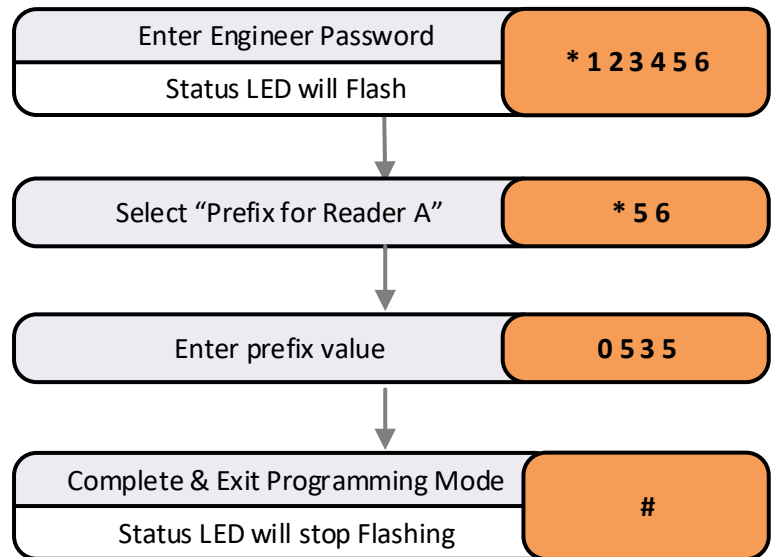 Enter Engineer Password
* 1 2 3 4 5 6
Status LED will Flash
Select “Prefix for Reader A”
* 5 6
Enter prefix value
0 5 3 5
Complete & Exit Programming Mode
#
Status LED will stop Flashing